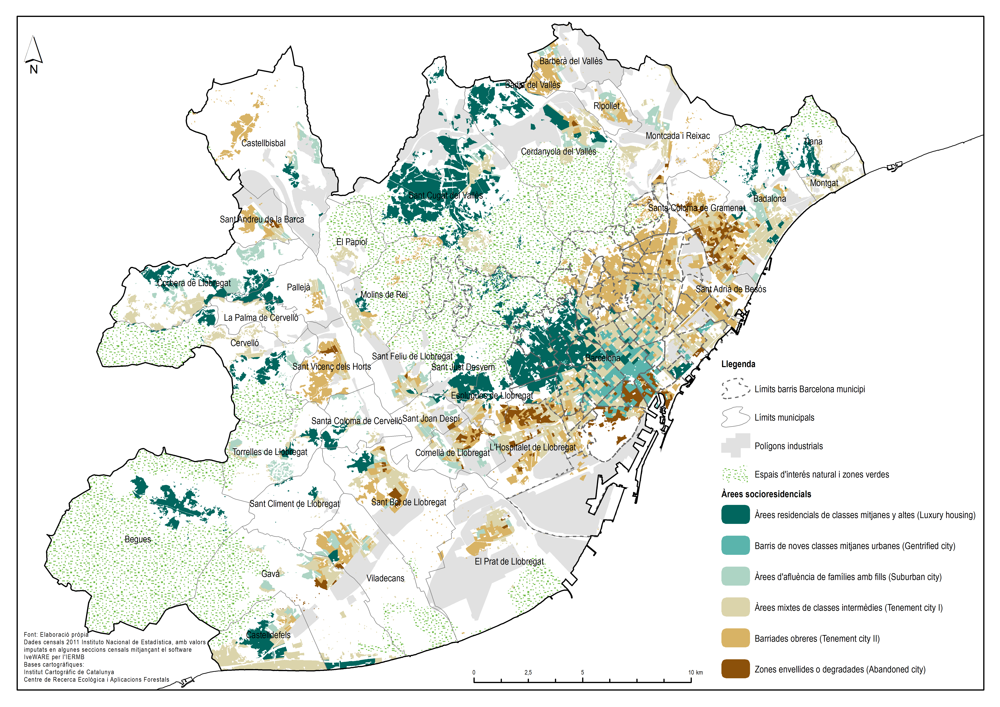 N
Barberà del Vallès
Badia del Vallès
Ripollet
Montcada i Reixac
Tiana
Castellbisbal
Cerdanyola del Vallès
Montgat
Sant Cugat del Vallès
Badalona
Santa Coloma de Gramenet
Sant Andreu de la Barca
El Papiol
Corbera de Llobregat
Pallejà
Molins de Rei
Sant Adrià de Besòs
La Palma de Cervelló
Cervelló
Sant Feliu de Llobregat
Barcelona
Sant Vicenç dels Horts
Sant Just Desvern
Esplugues de Llobregat
Santa Coloma de Cervelló
Sant Joan Despí
Torrelles de Llobregat
Cornellà de Llobregat
L'Hospitalet de Llobregat
Sant Climent de Llobregat
Sant Boi de Llobregat
Begues
El Prat de Llobregat
Gavà
Viladecans
Castelldefels
Llegenda
Límits barris Barcelona municipi
Límits municipals
Polígons industrials
Espais d'interés natural i zones verdes
Àrees socioresidencials
Àrees residencials de classes mitjanes y altes (Luxury housing)
Barris de noves classes mitjanes urbanes (Gentrified city)
Àrees d'afluència de famílies amb fills (Suburban city)
Àrees mixtes de classes intermèdies (Tenement city I)
Barriades obreres (Tenement city II)
Zones envellides o degradades (Abandoned city)
Font: Elaboració pròpia
Dades censals 2011 Instituto Nacional de Estadística, amb valors
imputats en algunes seccions censals mitjançant el software
IveWARE per l'IERMB
Bases cartogràfiques:
Institut Cartogràfic de Catalunya
Centre de Recerca Ecològica i Aplicacions Forestals
0 2,5 5 10 km